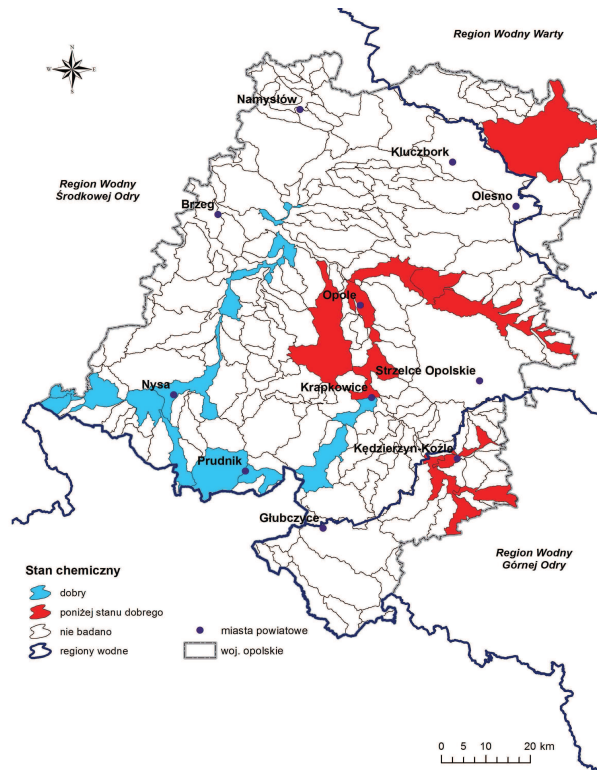 Region Wodny Warty
N
W
E
S
Namysłów
Kluczbork
Region Wodny
Środkowej Odry
Brzeg
Olesno
Opole
Strzelce Opolskie
Nysa
Krapkowice
Kędzierzyn-Koźle
Prudnik
Głubczyce
Region Wodny
Górnej Odry
Stan chemiczny
dobry
poniżej stanu dobrego
nie badano
miasta powiatowe
regiony wodne
woj. opolskie
0 5 10 20 km